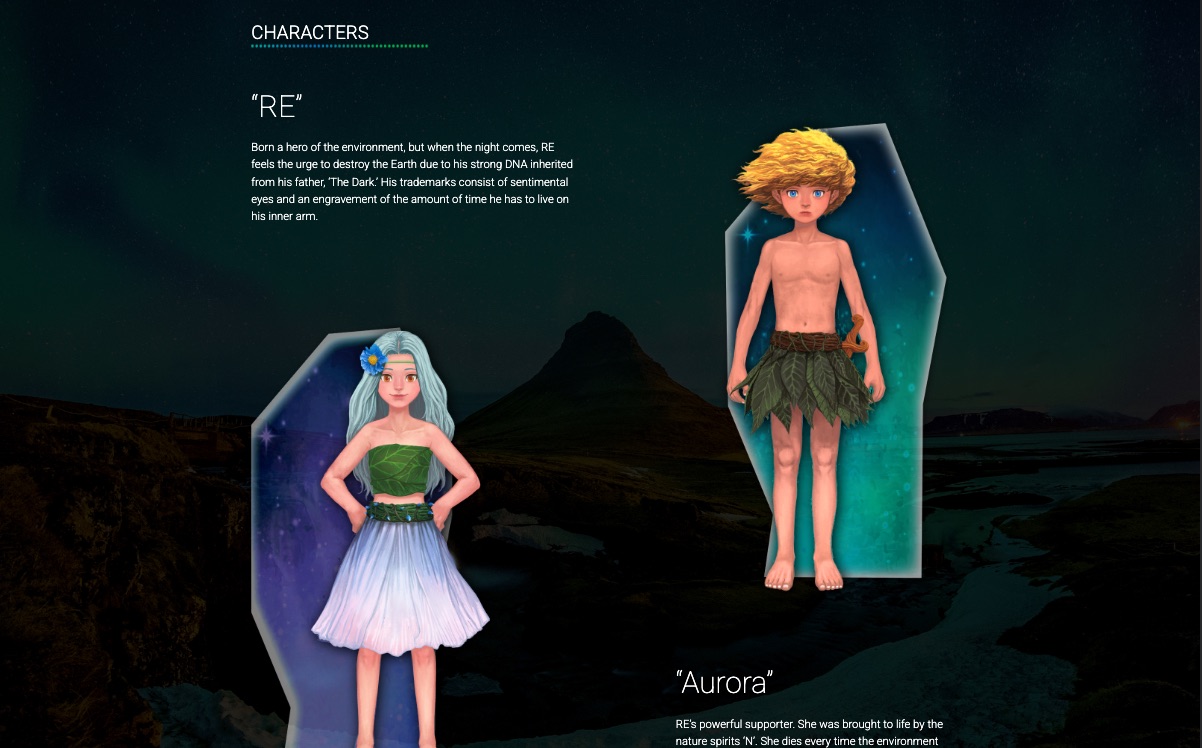 CHARACTERS
“RE”
Born a hero of the environment, but when the night comes, RE
feels the urge to destroy the Earth due to his strong DNA inherited
from his father, ‘The Dark.’ His trademarks consist of sentimental
eyes and an engravement of the amount of time he has to live on
his inner arm.
“Aurora”
RE's powerful supporter. She was brought to life by the
nature spirits ‘N’. She dies every time the environment